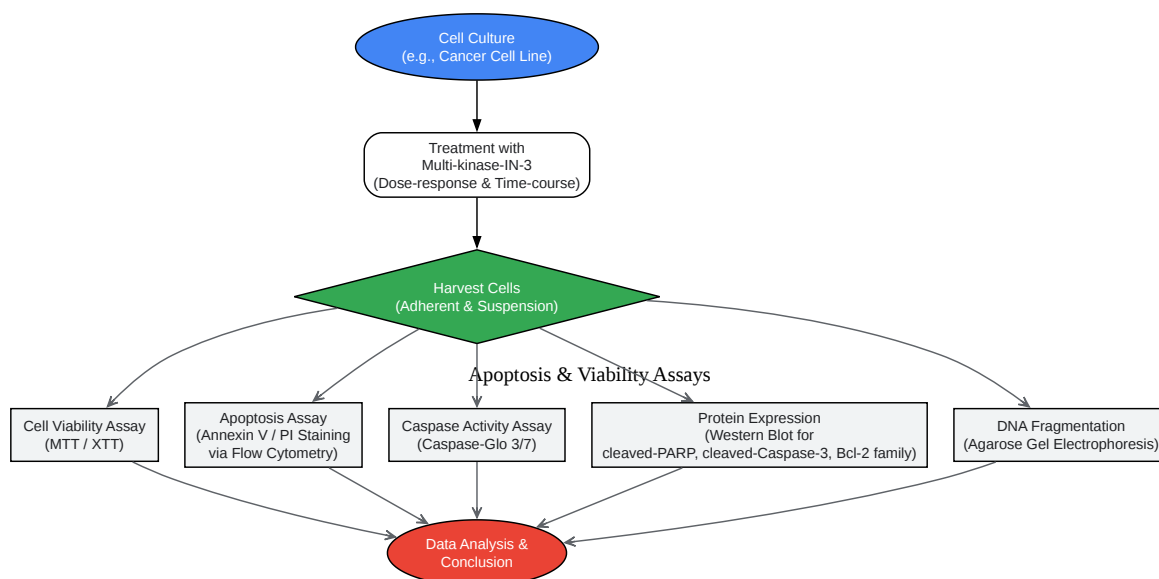 Cell Culture
(e.g., Cancer Cell Line)
Treatment with
Multi-kinase-IN-3
(Dose-response & Time-course)
Harvest Cells
(Adherent & Suspension)
Apoptosis & Viability Assays
Cell Viability Assay
(MTT / XTT)
Apoptosis Assay
(Annexin V / PI Staining
via Flow Cytometry)
Caspase Activity Assay
(Caspase-Glo 3/7)
Protein Expression
(Western Blot for
cleaved-PARP, cleaved-Caspase-3, Bcl-2 family)
DNA Fragmentation
(Agarose Gel Electrophoresis)
Data Analysis &
Conclusion